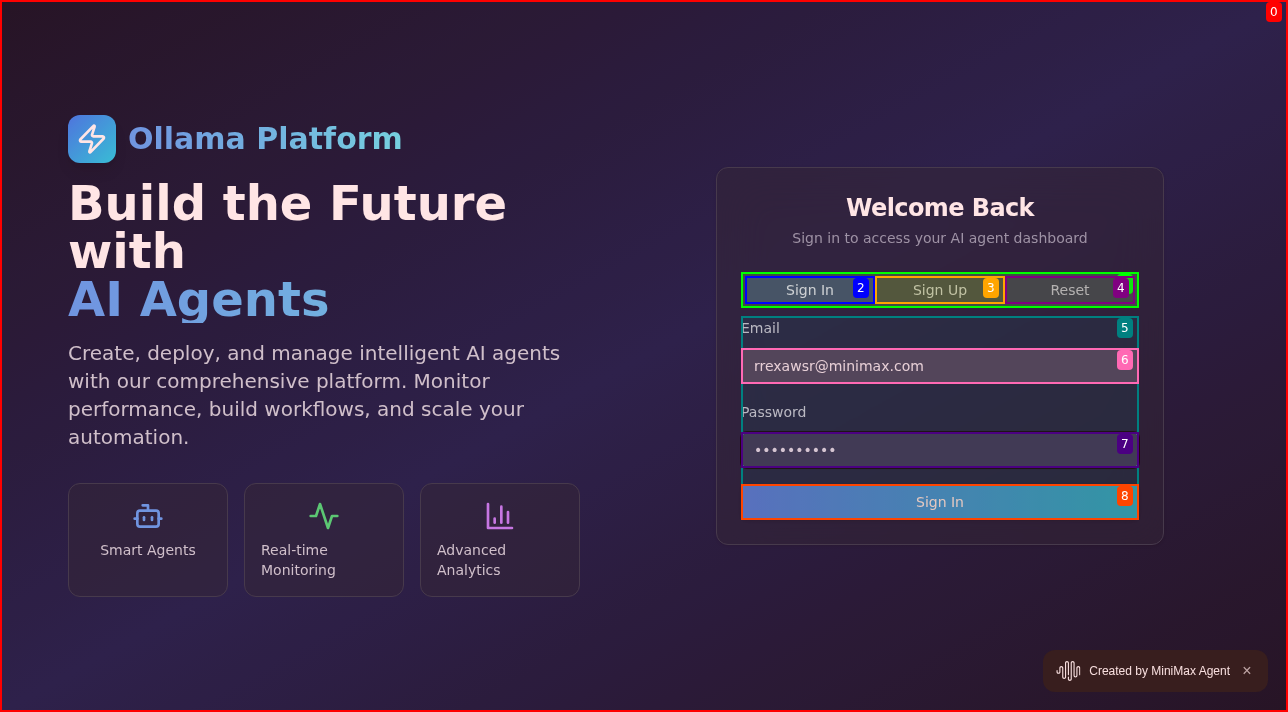 0
Ollama Platform
Build the Future
with
AI Agents
Create, deploy, and manage intelligent AI agents
with our comprehensive platform. Monitor
performance, build workflows, and scale your
automation.
Smart Agents
Real-time
Monitoring
Advanced
Analytics
Welcome Back
Sign in to access your AI agent dashboard
Sign In 2
Sign Up 3
Reset 4
Email 5
rrexawsr@minimax.com 6
Password
•••••••••• 7
Sign In 8
Created by MiniMax Agent ×